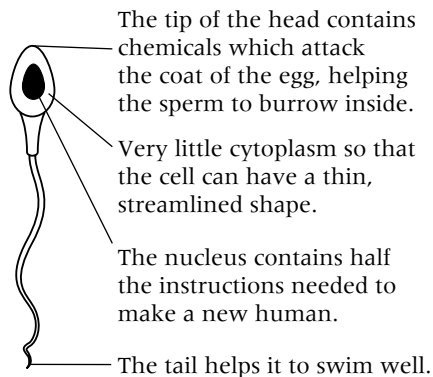 The tip of the head contains
chemicals which attack
the coat of the egg, helping
the sperm to burrow inside.
Very little cytoplasm so that
the cell can have a thin,
streamlined shape.
The nucleus contains half
the instructions needed to
make a new human.
The tail helps it to swim well.